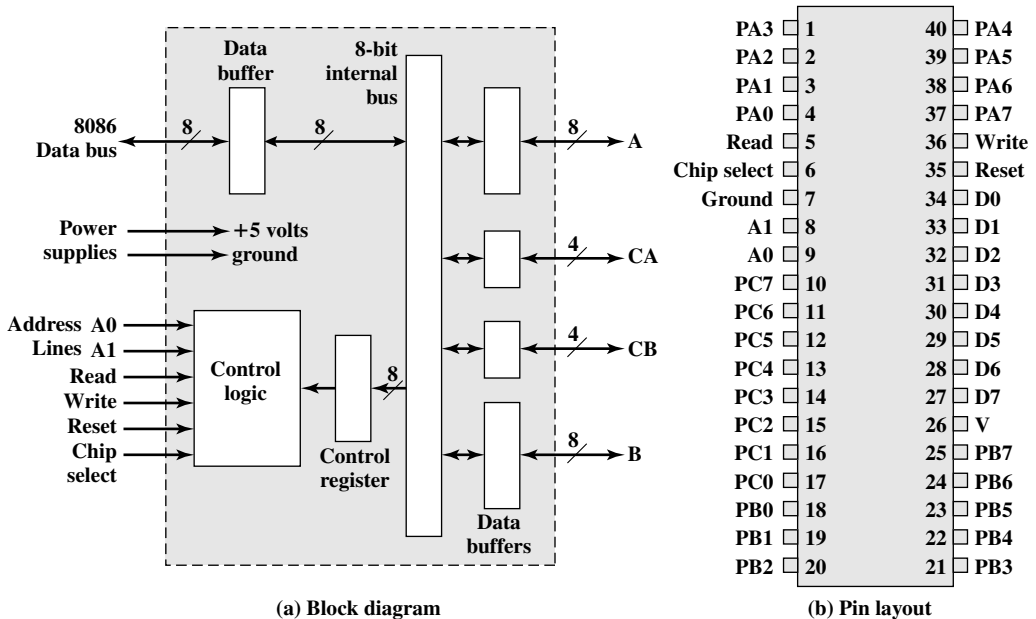 Data
buffer
8-bit
internal
bus
8086
Data bus
8
8
8
A
Power
supplies
+5 volts
ground
4
CA
Address A0
Lines A1
Read
Write
Reset
Chip
select
Control
logic
Control
register
8
4
CB
8
B
Data
buffers
(a) Block diagram
PA3 1 40 PA4
PA2 2 39 PA5
PA1 3 38 PA6
PA0 4 37 PA7
Read 5 36 Write
Chip select 6 35 Reset
Ground 7 34 D0
A1 8 33 D1
A0 9 32 D2
PC7 10 31 D3
PC6 11 30 D4
PC5 12 29 D5
PC4 13 28 D6
PC3 14 27 D7
PC2 15 26 V
PC1 16 25 PB7
PC0 17 24 PB6
PB0 18 23 PB5
PB1 19 22 PB4
PB2 20 21 PB3
(b) Pin layout